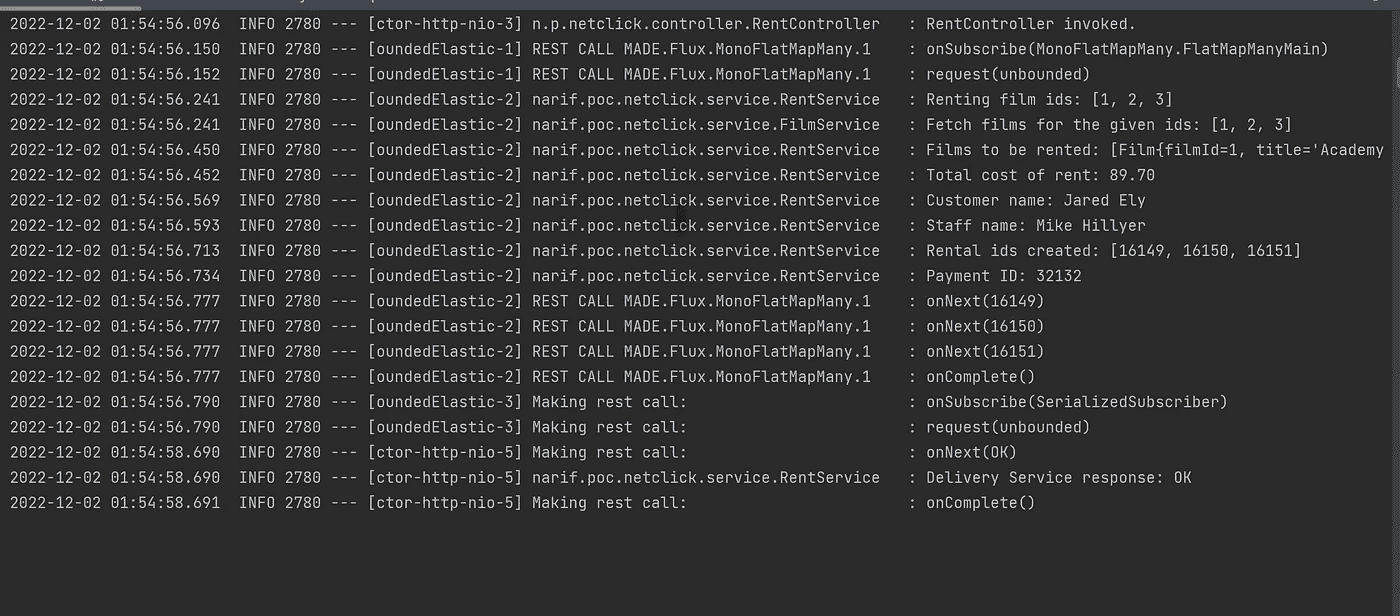 2022-12-02 01:54:56.096  INFO 2780 --- [ctor-http-nio-3] n.p.netclick.controller.RentController   : RentController invoked.
2022-12-02 01:54:56.150  INFO 2780 --- [oundedElastic-1] REST CALL MADE.Flux.MonoFlatMapMany.1    : onSubscribe(MonoFlatMapMany.FlatMapManyMain)
2022-12-02 01:54:56.152  INFO 2780 --- [oundedElastic-1] REST CALL MADE.Flux.MonoFlatMapMany.1    : request(unbounded)
2022-12-02 01:54:56.241  INFO 2780 --- [oundedElastic-2] narif.poc.netclick.service.RentService   : Renting film ids: [1, 2, 3]
2022-12-02 01:54:56.241  INFO 2780 --- [oundedElastic-2] narif.poc.netclick.service.FilmService   : Fetch films for the given ids: [1, 2, 3]
2022-12-02 01:54:56.450  INFO 2780 --- [oundedElastic-2] narif.poc.netclick.service.RentService   : Films to be rented: [Film{filmId=1, title='Academy
2022-12-02 01:54:56.452  INFO 2780 --- [oundedElastic-2] narif.poc.netclick.service.RentService   : Total cost of rent: 89.70
2022-12-02 01:54:56.569  INFO 2780 --- [oundedElastic-2] narif.poc.netclick.service.RentService   : Customer name: Jared Ely
2022-12-02 01:54:56.593  INFO 2780 --- [oundedElastic-2] narif.poc.netclick.service.RentService   : Staff name: Mike Hillyer
2022-12-02 01:54:56.713  INFO 2780 --- [oundedElastic-2] narif.poc.netclick.service.RentService   : Rental ids created: [16149, 16150, 16151]
2022-12-02 01:54:56.734  INFO 2780 --- [oundedElastic-2] narif.poc.netclick.service.RentService   : Payment ID: 32132
2022-12-02 01:54:56.777  INFO 2780 --- [oundedElastic-2] REST CALL MADE.Flux.MonoFlatMapMany.1    : onNext(16149)
2022-12-02 01:54:56.777  INFO 2780 --- [oundedElastic-2] REST CALL MADE.Flux.MonoFlatMapMany.1    : onNext(16150)
2022-12-02 01:54:56.777  INFO 2780 --- [oundedElastic-2] REST CALL MADE.Flux.MonoFlatMapMany.1    : onNext(16151)
2022-12-02 01:54:56.777  INFO 2780 --- [oundedElastic-2] REST CALL MADE.Flux.MonoFlatMapMany.1    : onComplete()
2022-12-02 01:54:56.790  INFO 2780 --- [oundedElastic-3] Making rest call:                        : onSubscribe(SerializedSubscriber)
2022-12-02 01:54:56.790  INFO 2780 --- [oundedElastic-3] Making rest call:                        : request(unbounded)
2022-12-02 01:54:58.690  INFO 2780 --- [ctor-http-nio-5] Making rest call:                        : onNext(OK)
2022-12-02 01:54:58.690  INFO 2780 --- [ctor-http-nio-5] narif.poc.netclick.service.RentService   : Delivery Service response: OK
2022-12-02 01:54:58.691  INFO 2780 --- [ctor-http-nio-5] Making rest call:                        : onComplete()